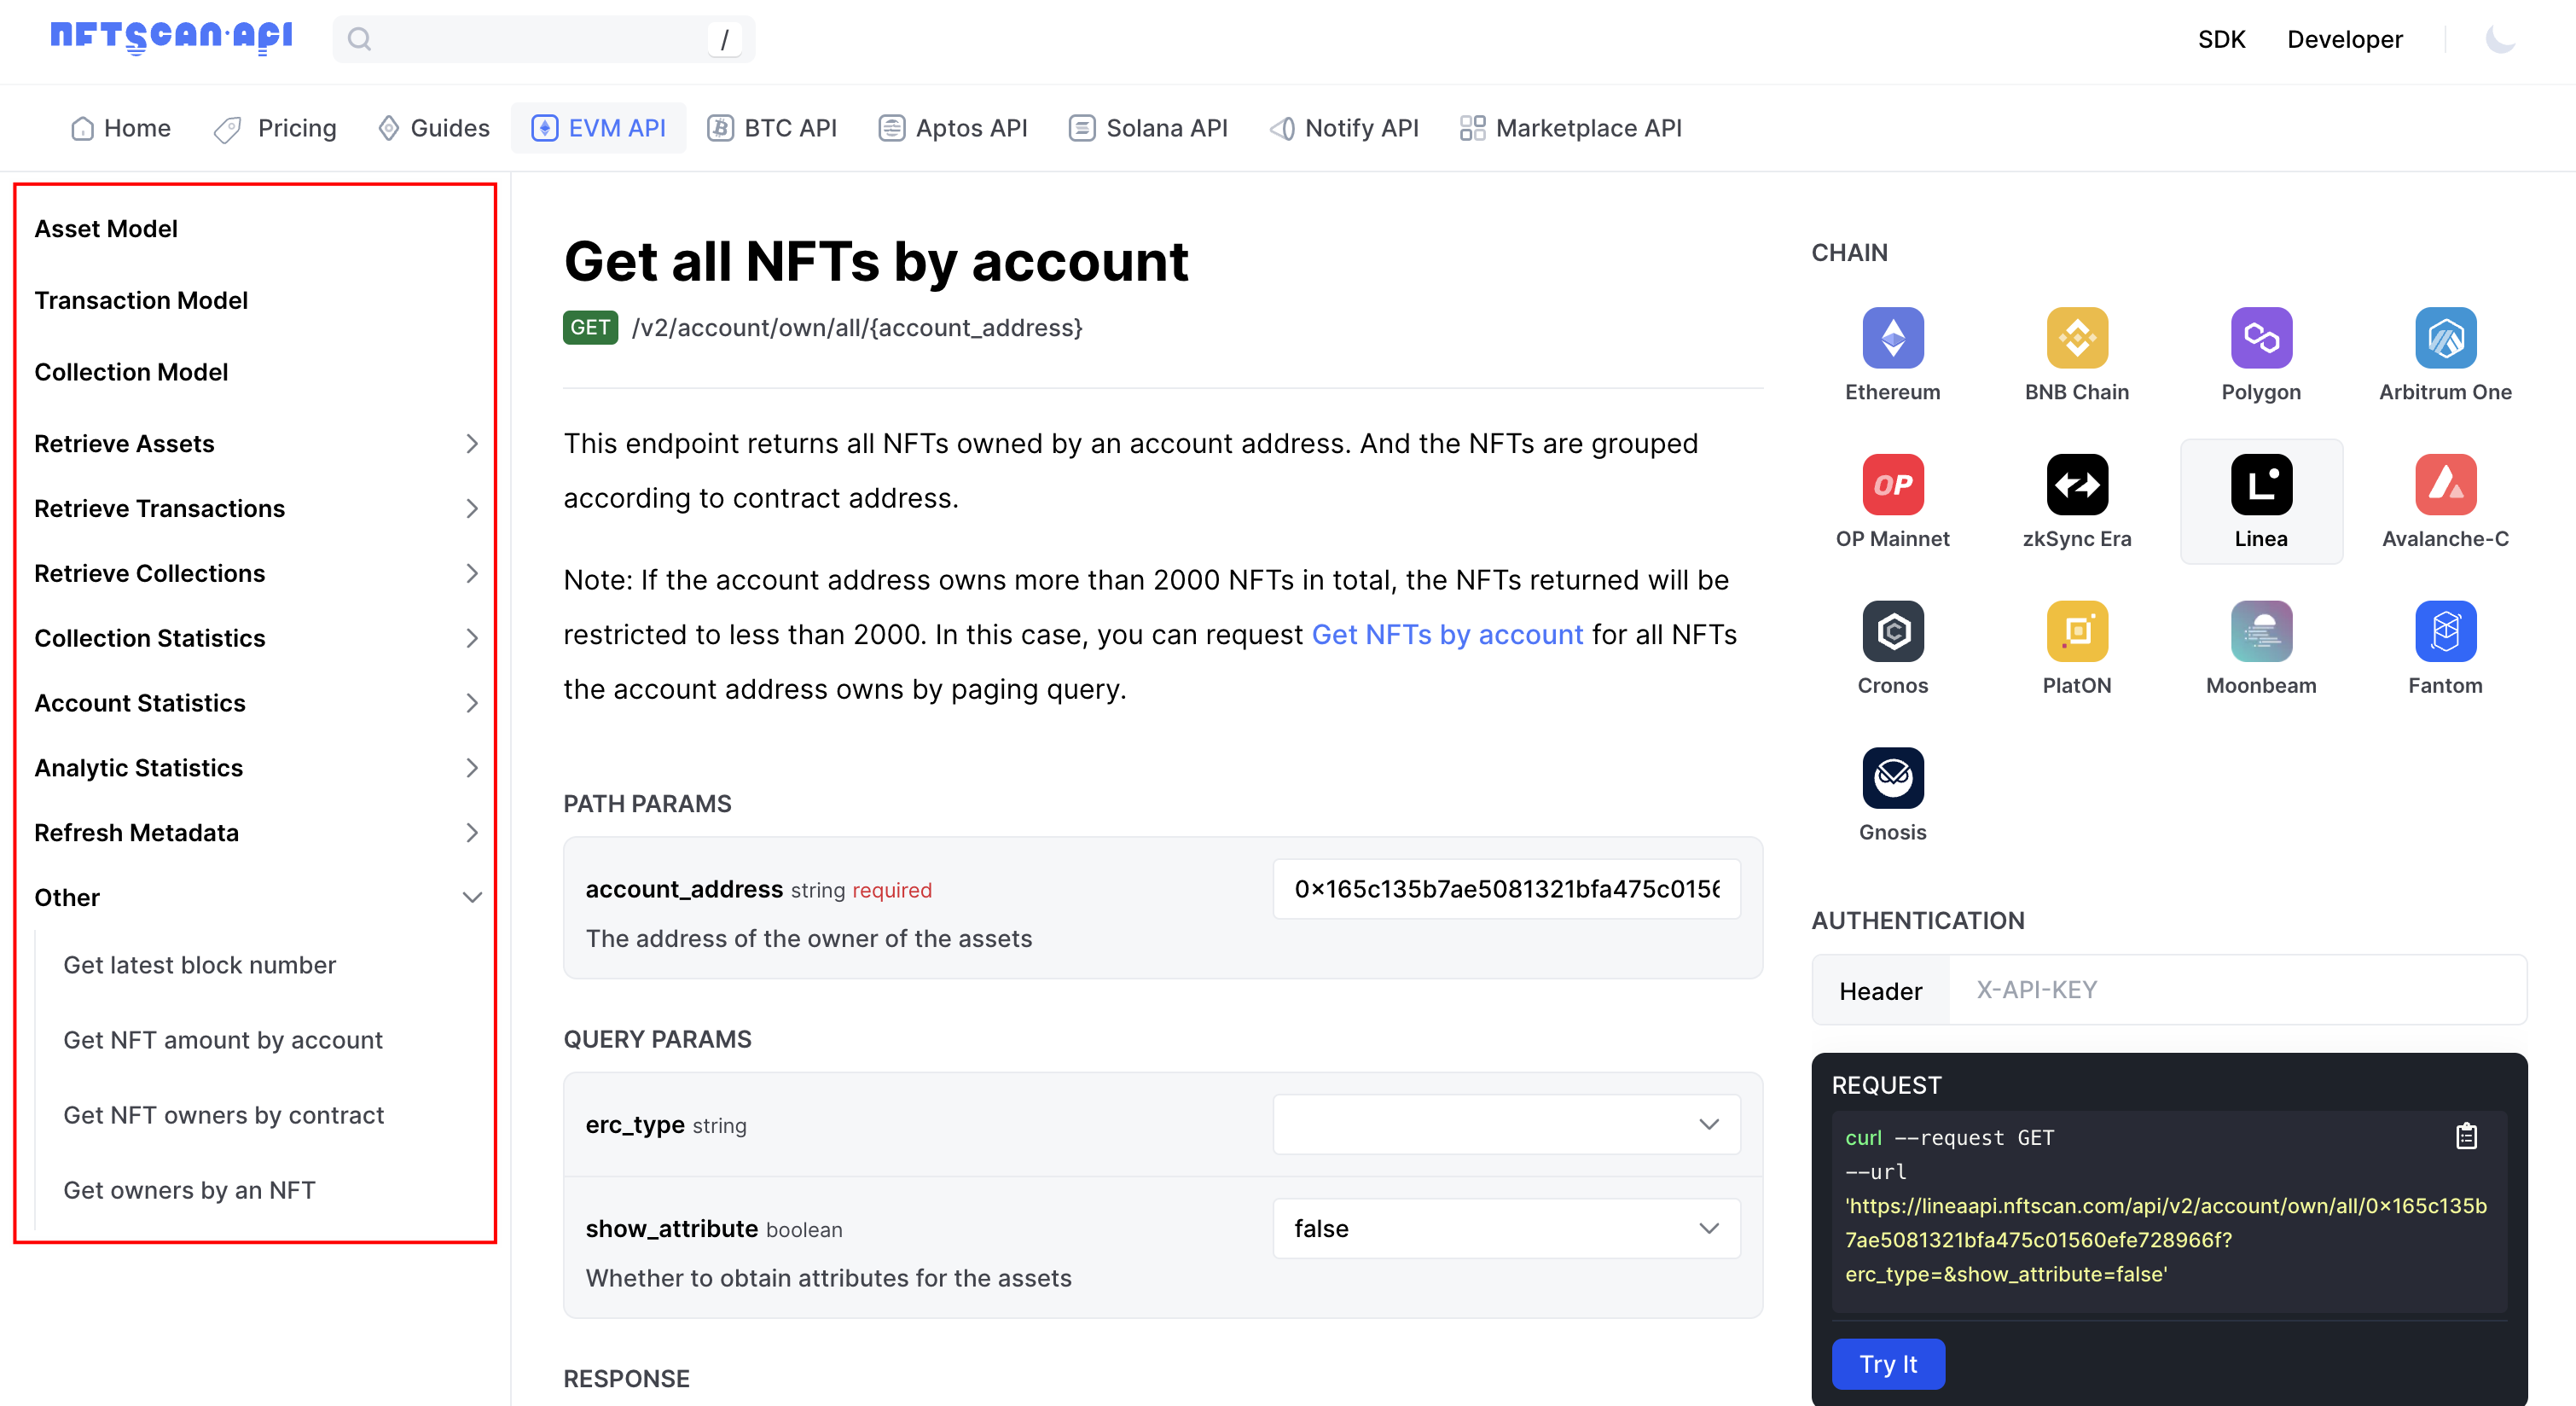 NFTSCAN·API
/
SDK
Developer
Home
Pricing
Guides
EVM API
BTC API
Aptos API
Solana API
Notify API
Marketplace API
Asset Model
Transaction Model
Collection Model
Retrieve Assets
Retrieve Transactions
Retrieve Collections
Collection Statistics
Account Statistics
Analytic Statistics
Refresh Metadata
Other
Get latest block number
Get NFT amount by account
Get NFT owners by contract
Get owners by an NFT
Get all NFTs by account
GET /v2/account/own/all/{account_address}
This endpoint returns all NFTs owned by an account address. And the NFTs are grouped
according to contract address.
Note: If the account address owns more than 2000 NFTs in total, the NFTs returned will be
restricted to less than 2000. In this case, you can request Get NFTs by account for all NFTs
the account address owns by paging query.
PATH PARAMS
account_address string required
0x165c135b7ae5081321bfa475c0156
The address of the owner of the assets
QUERY PARAMS
erc_type string
show_attribute boolean
false
Whether to obtain attributes for the assets
RESPONSE
CHAIN
Ethereum
BNB Chain
Polygon
Arbitrum One
OP
OP Mainnet
zkSync Era
Linea
Avalanche-C
Cronos
PlatON
Moonbeam
Fantom
Gnosis
AUTHENTICATION
Header
X-API-KEY
REQUEST
curl --request GET
--url
'https://lineaapi.nftscan.com/api/v2/account/own/all/0x165c135b
7ae5081321bfa475c01560efe728966f?
erc_type=&show_attribute=false'
Try It